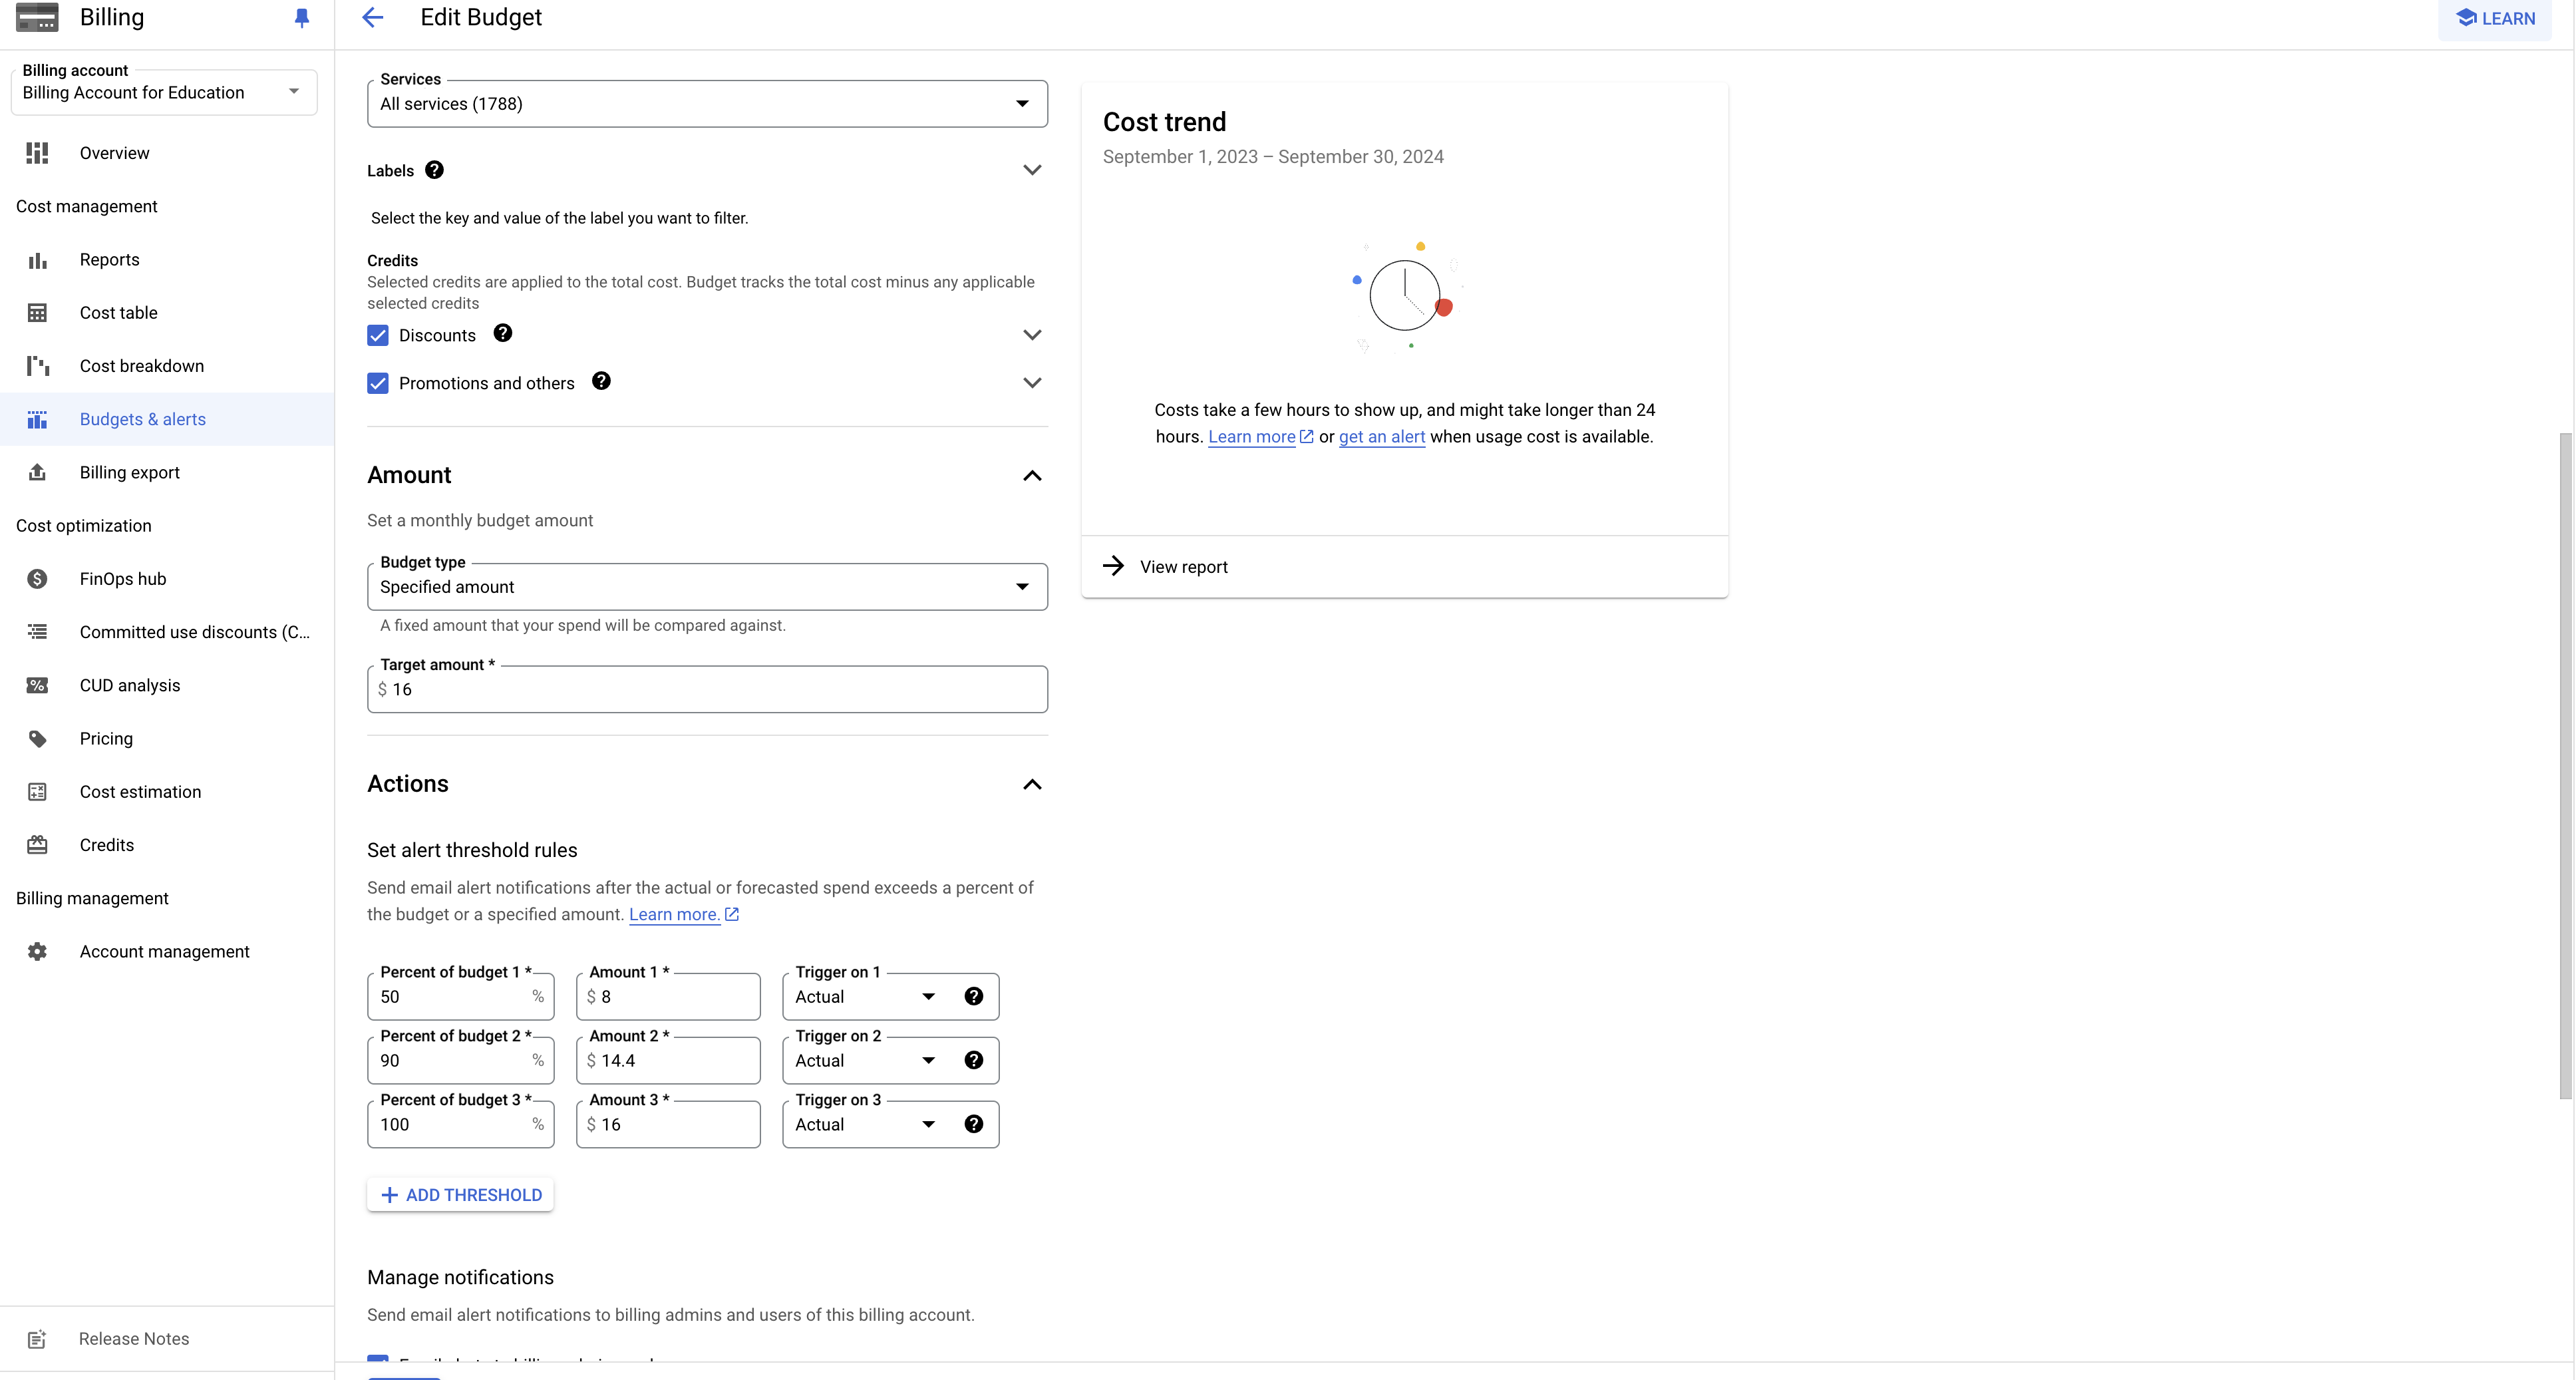 Billing
Edit Budget
LEARN
Billing account
Billing Account for Education
Overview
Cost management
Reports
Cost table
Cost breakdown
Budgets & alerts
Billing export
Cost optimization
FinOps hub
Committed use discounts (C...
CUD analysis
Pricing
Cost estimation
Credits
Billing management
Account management
Release Notes
Services
All services (1788)
Labels
Select the key and value of the label you want to filter.
Credits
Selected credits are applied to the total cost. Budget tracks the total cost minus any applicable
selected credits
Discounts
Promotions and others
Amount
Set a monthly budget amount
Budget type
Specified amount
A fixed amount that your spend will be compared against.
Target amount *
$ 16
Actions
Set alert threshold rules
Send email alert notifications after the actual or forecasted spend exceeds a percent of
the budget or a specified amount. Learn more.
Percent of budget 1 * Amount 1 * Trigger on 1
50 % $ 8 Actual
Percent of budget 2 * Amount 2 * Trigger on 2
90 % $ 14.4 Actual
Percent of budget 3 * Amount 3 * Trigger on 3
100 % $ 16 Actual
+ ADD THRESHOLD
Manage notifications
Send email alert notifications to billing admins and users of this billing account.
Cost trend
September 1, 2023 – September 30, 2024
Costs take a few hours to show up, and might take longer than 24
hours. Learn more or get an alert when usage cost is available.
View report